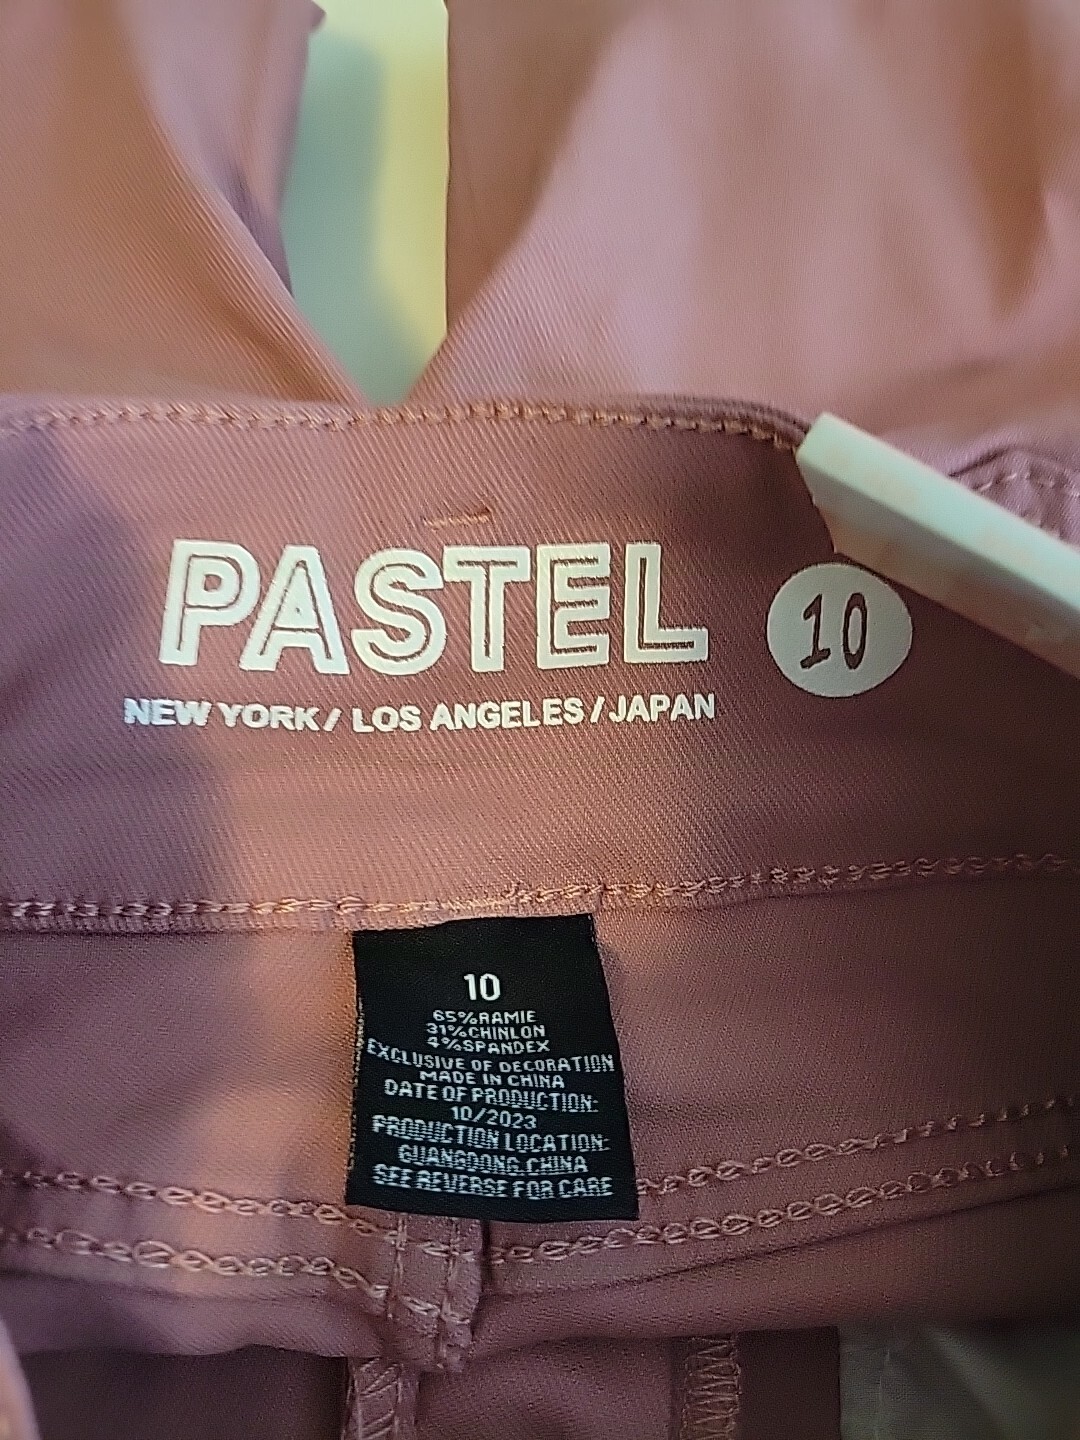 PASTEL
10
NEW YORK / LOS ANGELES / JAPAN
10
65%RAMIE
31%CHINLON
4%SPANDEX
EXCLUSIVE OF DECORATION
MADE IN CHINA
DATE OF PRODUCTION:
10/2023
PRODUCTION LOCATION:
GUANGDONG.CHINA
SEE REVERSE FOR CARE